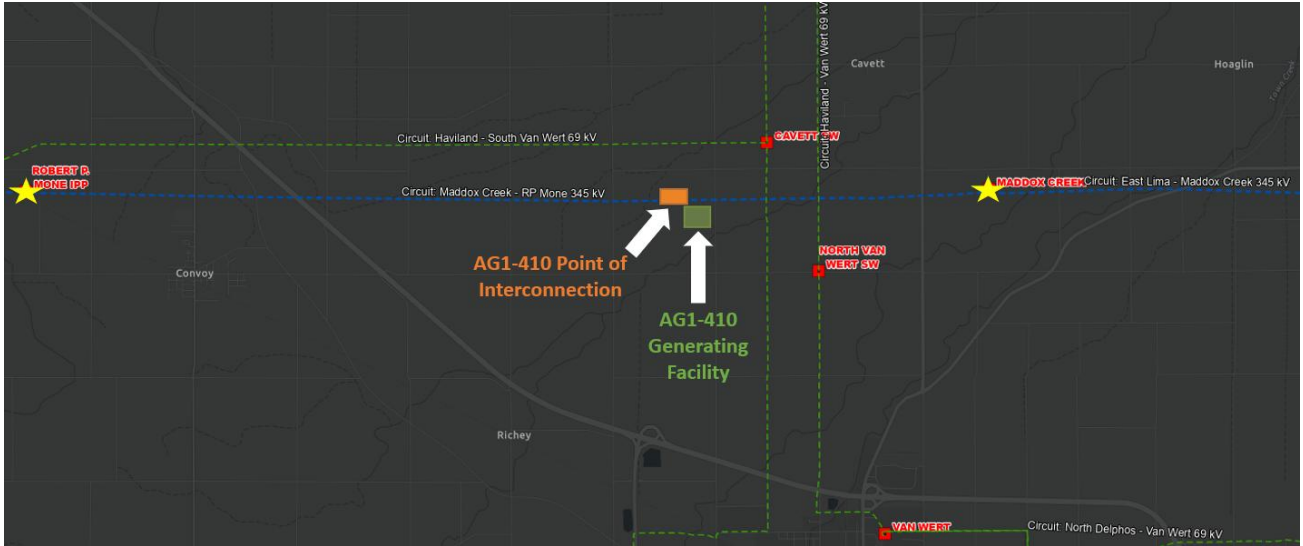 Circuit: Haviland - Van Wert 69 kV
Cavett
Hoaglin
Town Creek
Circuit: Haviland - South Van Wert 69 kV
CAVETT SW
ROBERT P.
MONE IPP
Circuit: Maddox Creek - RP Mone 345 kV
MADDOX CREEK
Circuit: East Lima - Maddox Creek 345 kV
AG1-410 Point of
Interconnection
NORTH VAN
WERT SW
Convoy
AG1-410
Generating
Facility
Richey
VAN WERT
Circuit: North Delphos - Van Wert 69 kV